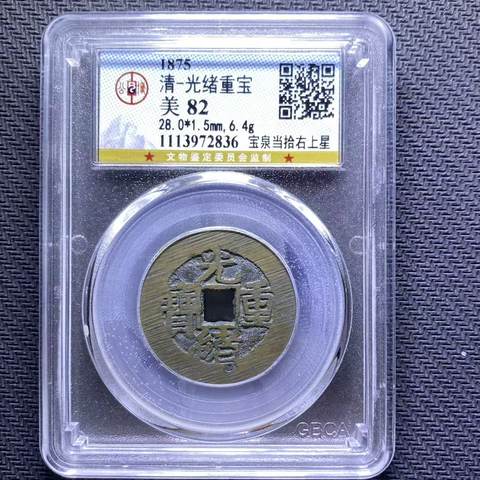 1875
清-光绪重宝
美 82
28.0*1.5mm,6.4g
1113972836 宝泉当拾右上星
★ 文物鉴定委员会监制 ★
光
寶 重
緒
GBCA